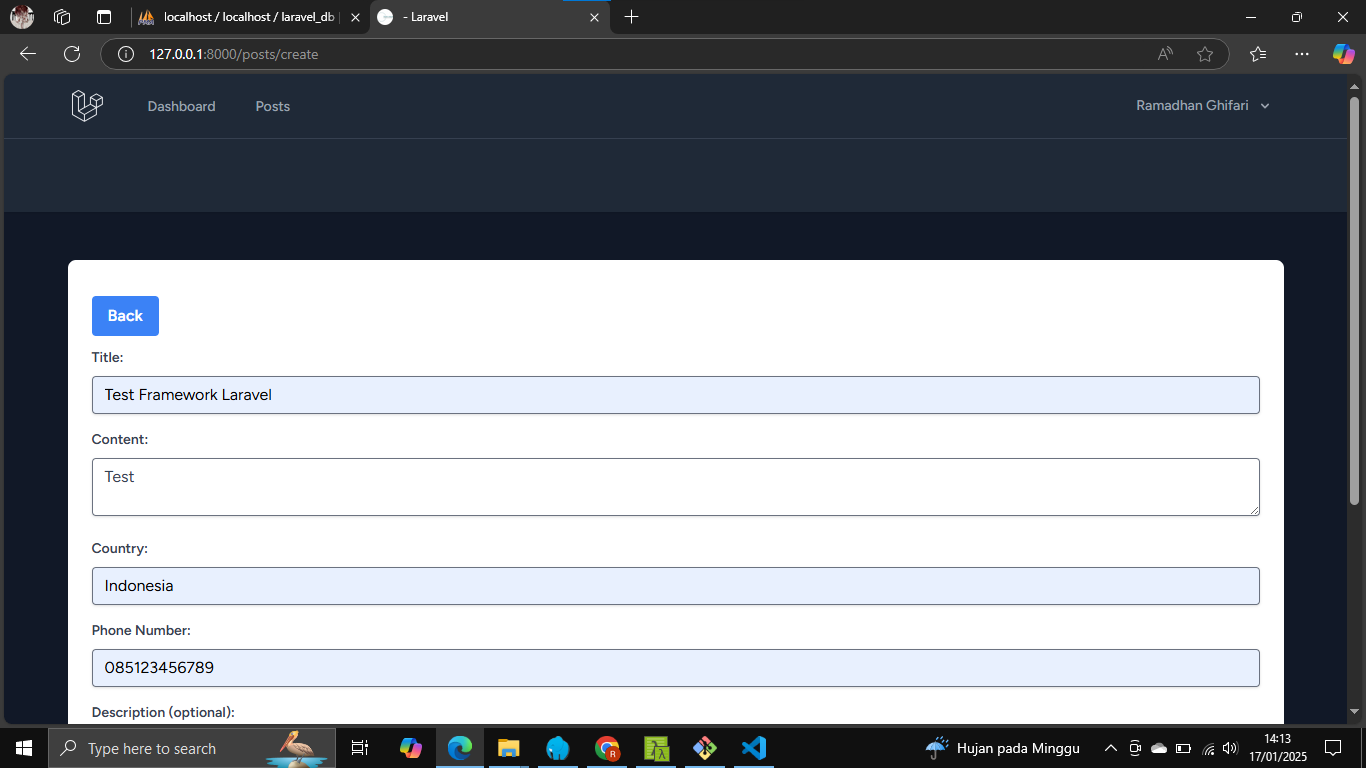 localhost / localhost / laravel_db
- Laravel
127.0.0.1:8000/posts/create
Dashboard
Posts
Ramadhan Ghifari
Back
Title:
Test Framework Laravel
Content:
Test
Country:
Indonesia
Phone Number:
085123456789
Description (optional):
Type here to search
Hujan pada Minggu
14:13
17/01/2025